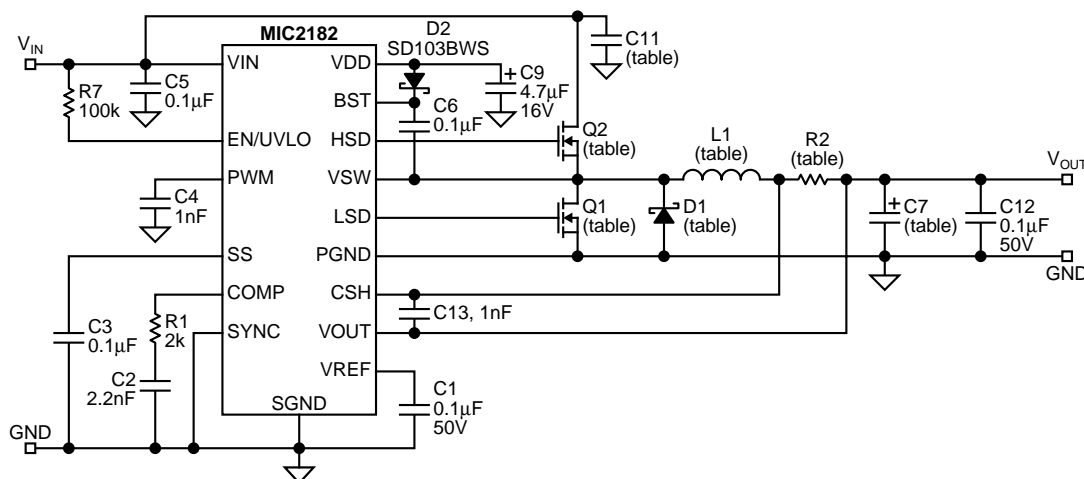 MIC2182
D2
SD103BWS
C11
(table)
VIN
VIN
VDD
C5
0.1µF
R7
100k
+
C9
4.7µF
16V
BST
C6
0.1µF
EN/UVLO
HSD
Q2
(table)
L1
(table)
R2
(table)
VOUT
PWM
VSW
C4
1nF
LSD
Q1
(table)
D1
(table)
+
C7
(table)
C12
0.1µF
50V
SS
PGND
GND
COMP
CSH
C13, 1nF
C3
0.1µF
R1
2k
SYNC
VOUT
VREF
C2
2.2nF
C1
0.1µF
50V
SGND
GND